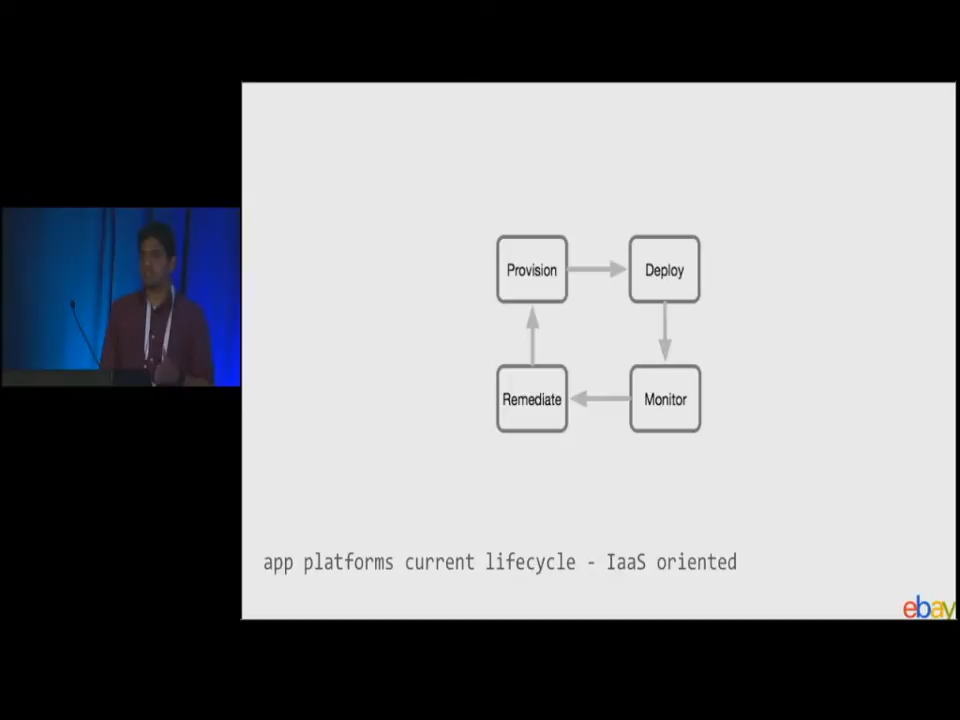 Provision
Deploy
Remediate
Monitor
app platforms current lifecycle - IaaS oriented
ebay